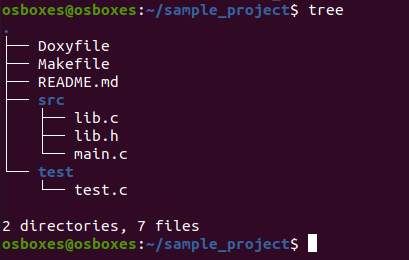 osboxes@osboxes:~/sample_project$ tree
.
├── Doxyfile
├── Makefile
├── README.md
├── src
│   ├── lib.c
│   ├── lib.h
│   └── main.c
└── test
    └── test.c
2 directories, 7 files
osboxes@osboxes:~/sample_project$